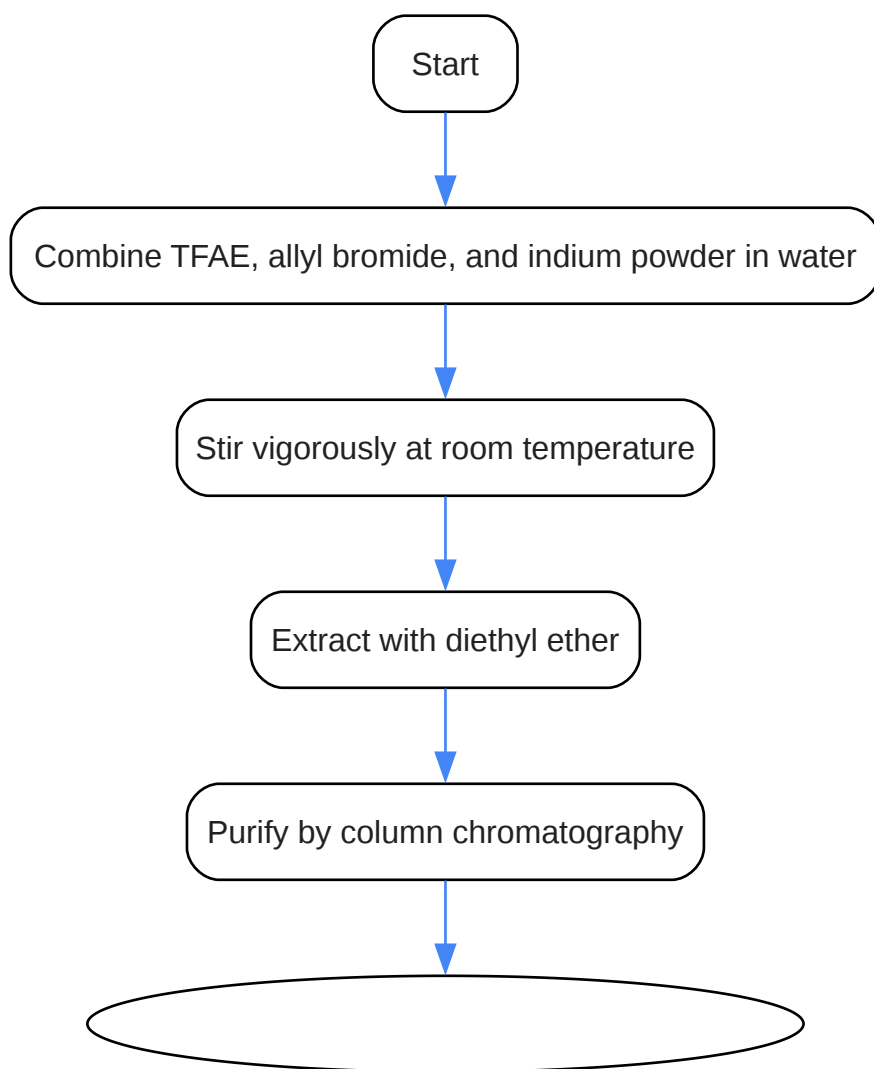 Start
Combine TFAE, allyl bromide, and indium powder in water
Stir vigorously at room temperature
Extract with diethyl ether
Purify by column chromatography